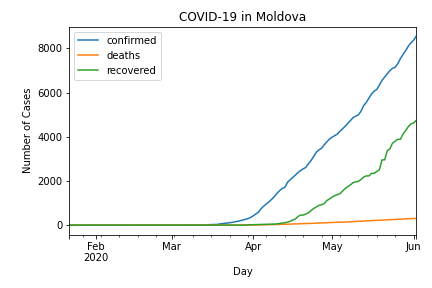 COVID-19 in Moldova
confirmed
deaths
recovered
Number of Cases
8000
6000
4000
2000
0
Feb
2020
Mar
Apr
May
Jun
Day